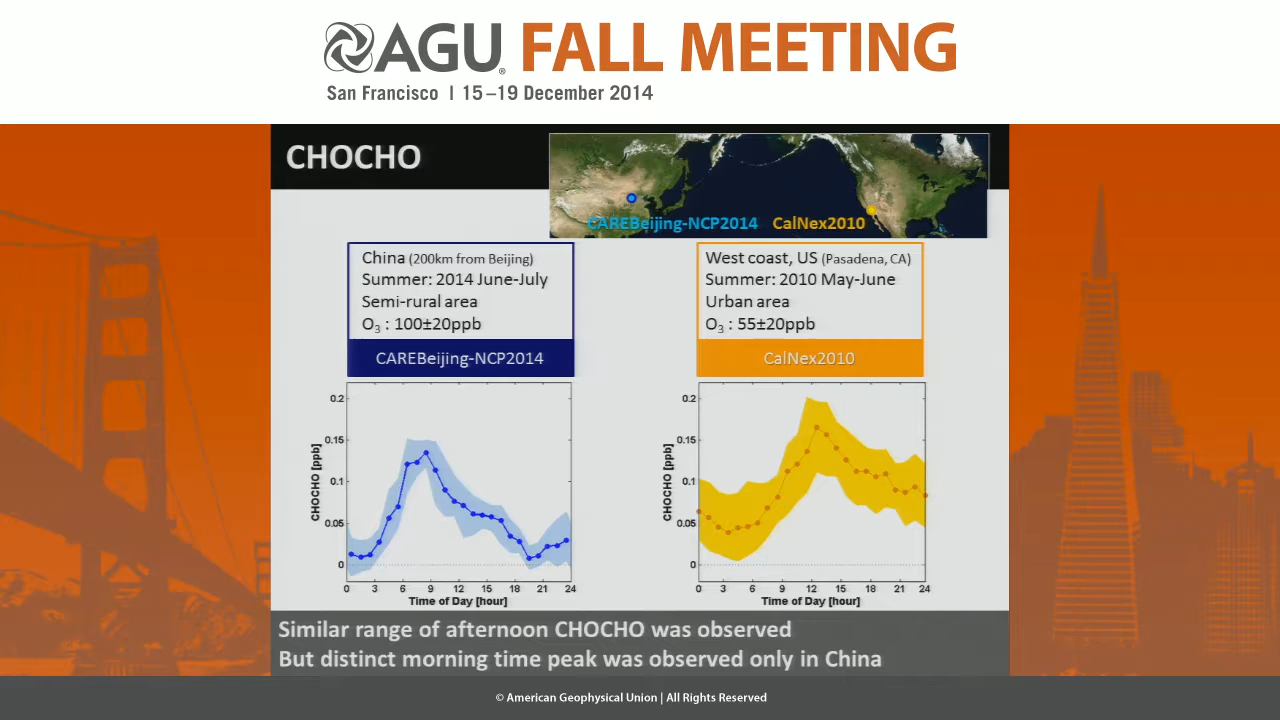 AGU FALL MEETING
San Francisco | 15–19 December 2014
CHOCHO
CAREBeijing-NCP2014 CalNex2010
China (200km from Beijing)
Summer: 2014 June-July
Semi-rural area
O₃ : 100±20ppb
CAREBeijing-NCP2014
West coast, US (Pasadena, CA)
Summer: 2010 May-June
Urban area
O₃ : 55±20ppb
CalNex2010
0.2
0.15
0.1
0.05
0
CHOCHO [ppb]
0 3 6 9 12 15 18 21 24
Time of Day [hour]
0.2
0.15
0.1
0.05
0
CHOCHO [ppb]
0 3 6 9 12 15 18 21 24
Time of Day [hour]
Similar range of afternoon CHOCHO was observed
But distinct morning time peak was observed only in China
© American Geophysical Union | All Rights Reserved